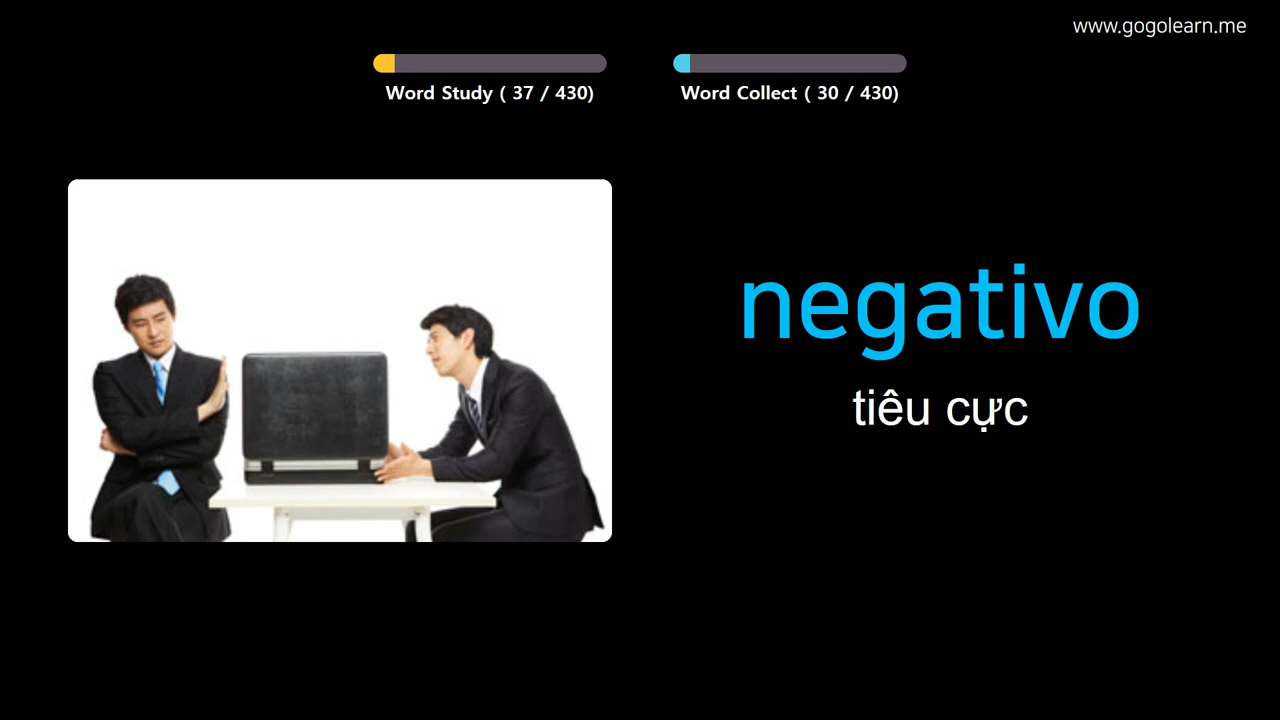 www.gogolearn.me
Word Study ( 37 / 430)
Word Collect ( 30 / 430)
negativo
tiêu cực